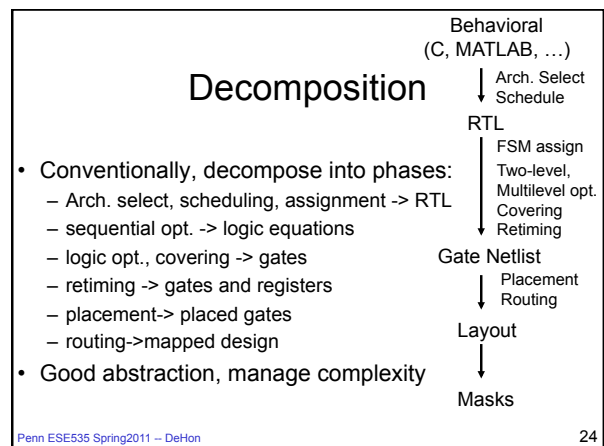 Decomposition
• Conventionally, decompose into phases:
– Arch. select, scheduling, assignment -> RTL
– sequential opt. -> logic equations
– logic opt., covering -> gates
– retiming -> gates and registers
– placement-> placed gates
– routing->mapped design
• Good abstraction, manage complexity
Behavioral
(C, MATLAB, …)
Arch. Select
Schedule
RTL
FSM assign
Two-level,
Multilevel opt.
Covering
Retiming
Gate Netlist
Placement
Routing
Layout
Masks
Penn ESE535 Spring2011 -- DeHon
24